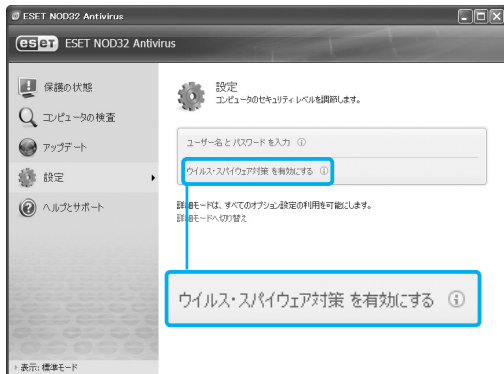 ESET NOD32 Antivirus
eset ESET NOD32 Antivirus
保護の状態
コンピュータの検査
アップデート
設定
ヘルプとサポート
設定
コンピュータのセキュリティ レベルを調節します。
ユーザー名 と パスワード を入力
ウイルス・スパイウェア対策 を有効にする
詳細モードは、すべてのオプション設定の利用を可能にします。
詳細モードへ切り替え
ウイルス・スパイウェア対策 を有効にする
表示: 標準モード